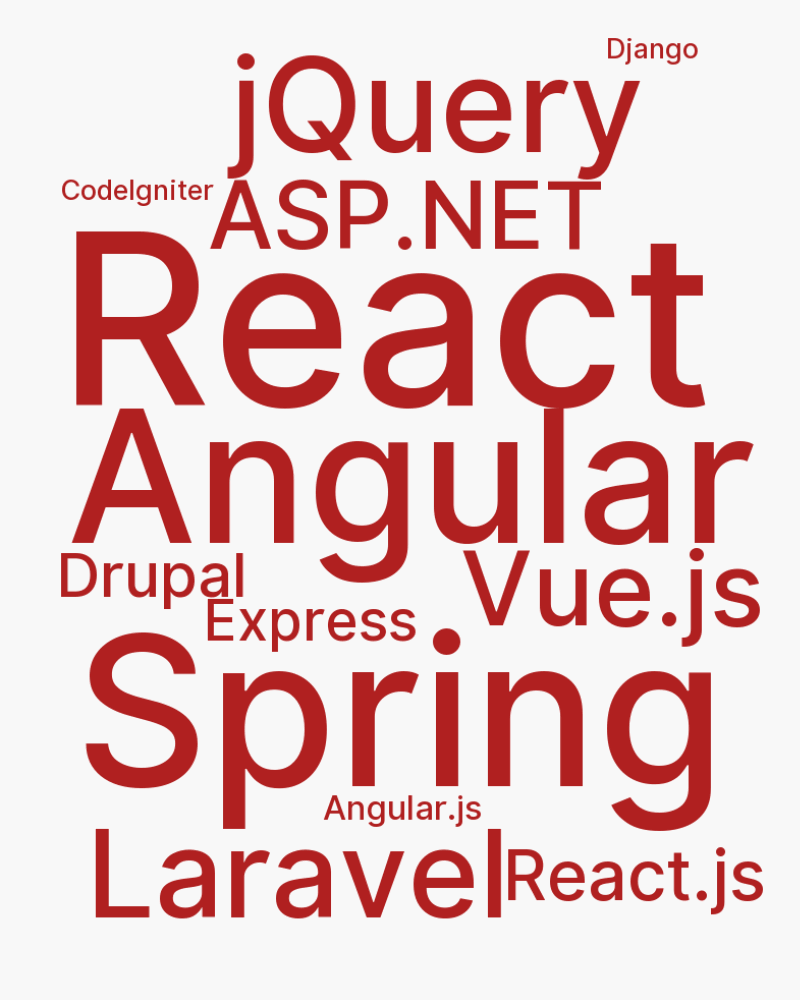 Django
jQuery
CodeIgniter
ASP.NET
React
Angular
Drupal
Vue.js
Express
Spring
Angular.js
Laravel
React.js